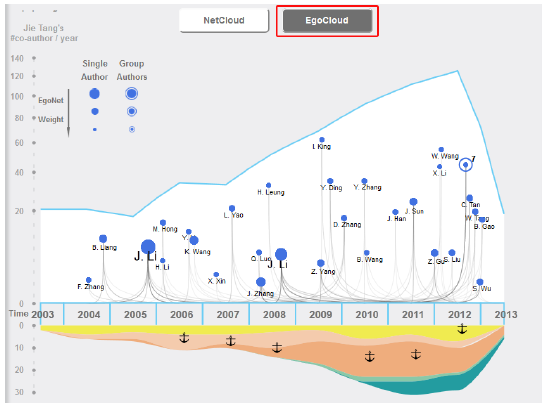 NetCloud
EgoCloud
Jie Tang's
#co-author / year
140
120
100
80
60
40
20
0
Single
Author
Group
Authors
EgoNet
Weight
I. King
W. Wang
7
X. Li
H. Leung
Y. Ding
Y. Zhang
C. Tan
L. Yao
J. Sun
J. Han
W. Tang
D. Zhang
B. Gao
M. Hong
B. Liang
K. Wang
J. Li
H. Li
Q. Luo
J. Li
B. Wang
Z. Gu
S. Liu
Z. Yang
X. Xin
F. Zhang
J. Zhang
S. Wu
Time
2003
2004
2005
2006
2007
2008
2009
2010
2011
2012
2013
0
10
20
30